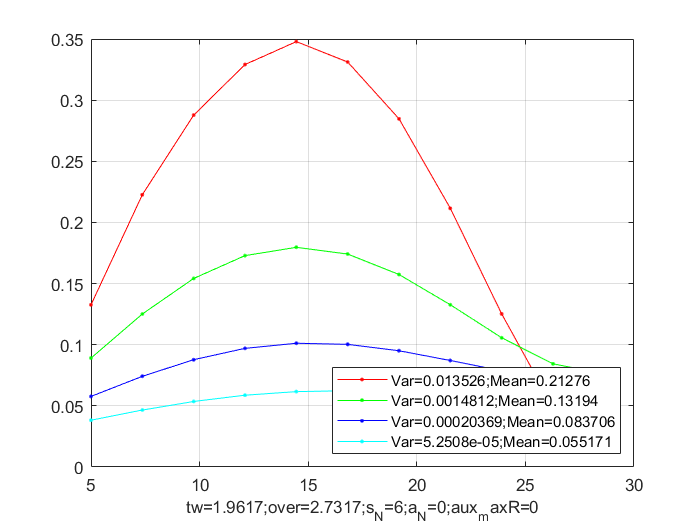 0.35
0.3
0.25
0.2
0.15
0.1
0.05
0
5
10
15
20
25
30
Var=0.013526;Mean=0.21276
Var=0.0014812;Mean=0.13194
Var=0.00020369;Mean=0.083706
Var=5.2508e-05;Mean=0.055171
tw=1.9617;over=2.7317;s_N=6;a_N=0;aux_maxR=0